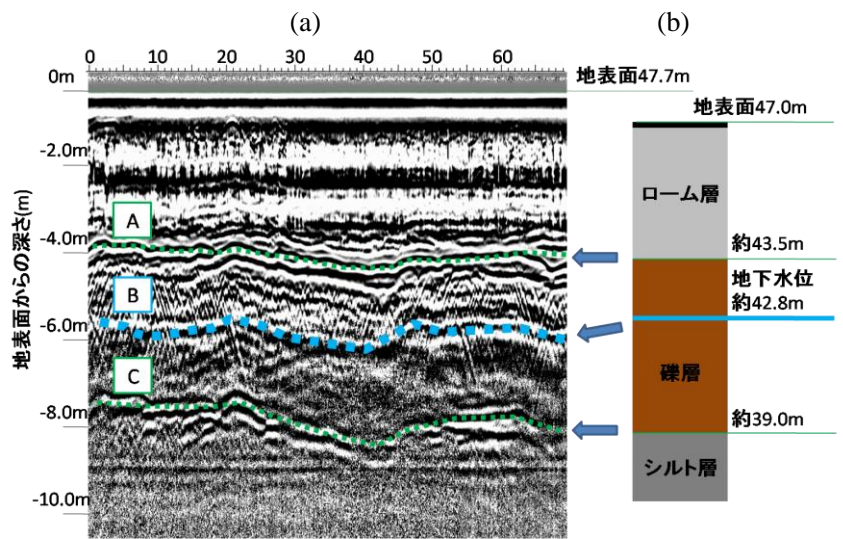 (a)
(b)
0 10 20 30 40 50 60
地表面47.7m
地表面47.0m
0m
-2.0m
-4.0m
-6.0m
-8.0m
-10.0m
地表面からの深さ(m)
A
B
C
ローム層
約43.5m
地下水位
約42.8m
礫層
約39.0m
シルト層